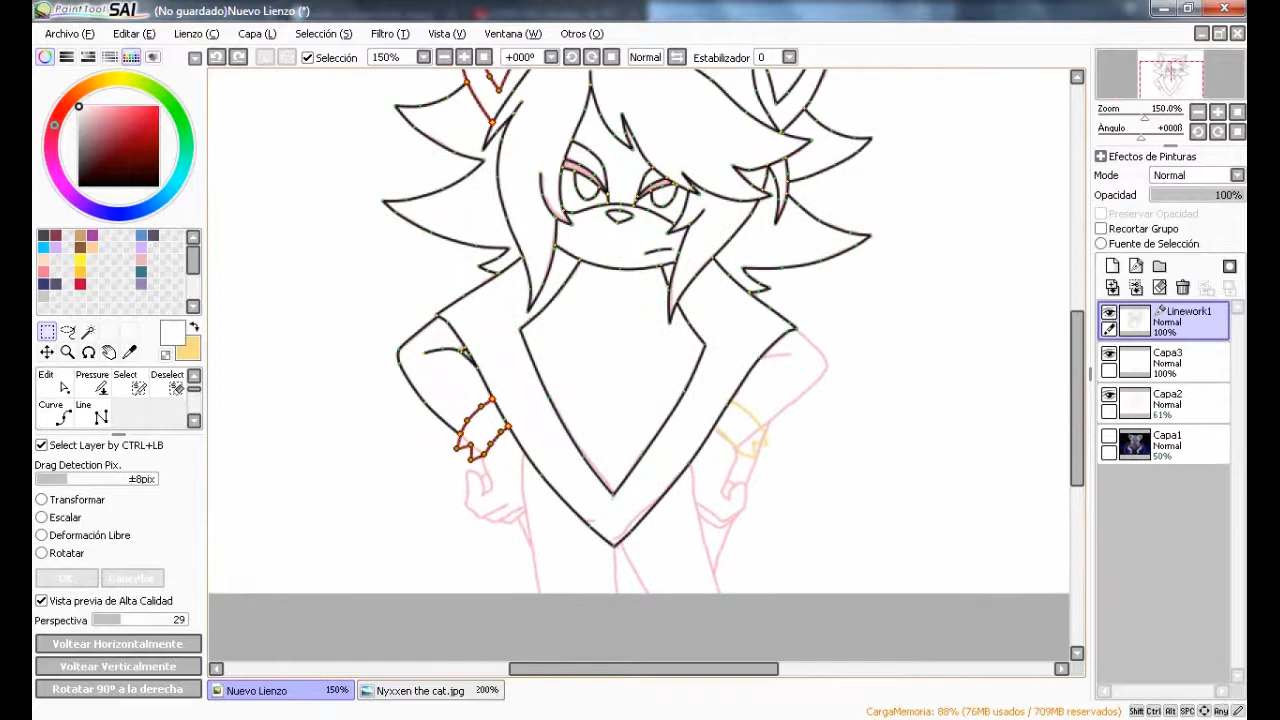 PaintTool SAI (No guardado)Nuevo Lienzo (*)
Archivo (F) Editar (E) Lienzo (C) Capa (L) Selección (S) Filtro (T) Vista (V) Ventana (W) Otros (O)
Selección 150% +000º Normal Estabilizador 0
Zoom 150.0%
Ángulo +000ß
Efectos de Pinturas
Modo Normal
Opacidad 100%
Preservar Opacidad
Recortar Grupo
Fuente de Selección
Linework1
Normal
100%
Capa3
Normal
100%
Capa2
Normal
61%
Capa1
Normal
50%
Edit Pressure Select Deselect
Curve Line
Select Layer by CTRL+LB
Drag Detection Pix.
±8pix
Transformar
Escalar
Deformación Libre
Rotatar
OK Cancelar
Vista previa de Alta Calidad
Perspectiva 29
Voltear Horizontalmente
Voltear Verticalmente
Rotatar 90º a la derecha
Nuevo Lienzo 150% Nyxxen the cat.jpg 200%
CargaMemoria: 88% (76MB usados / 709MB reservados) Shift Ctrl Alt SPC Any